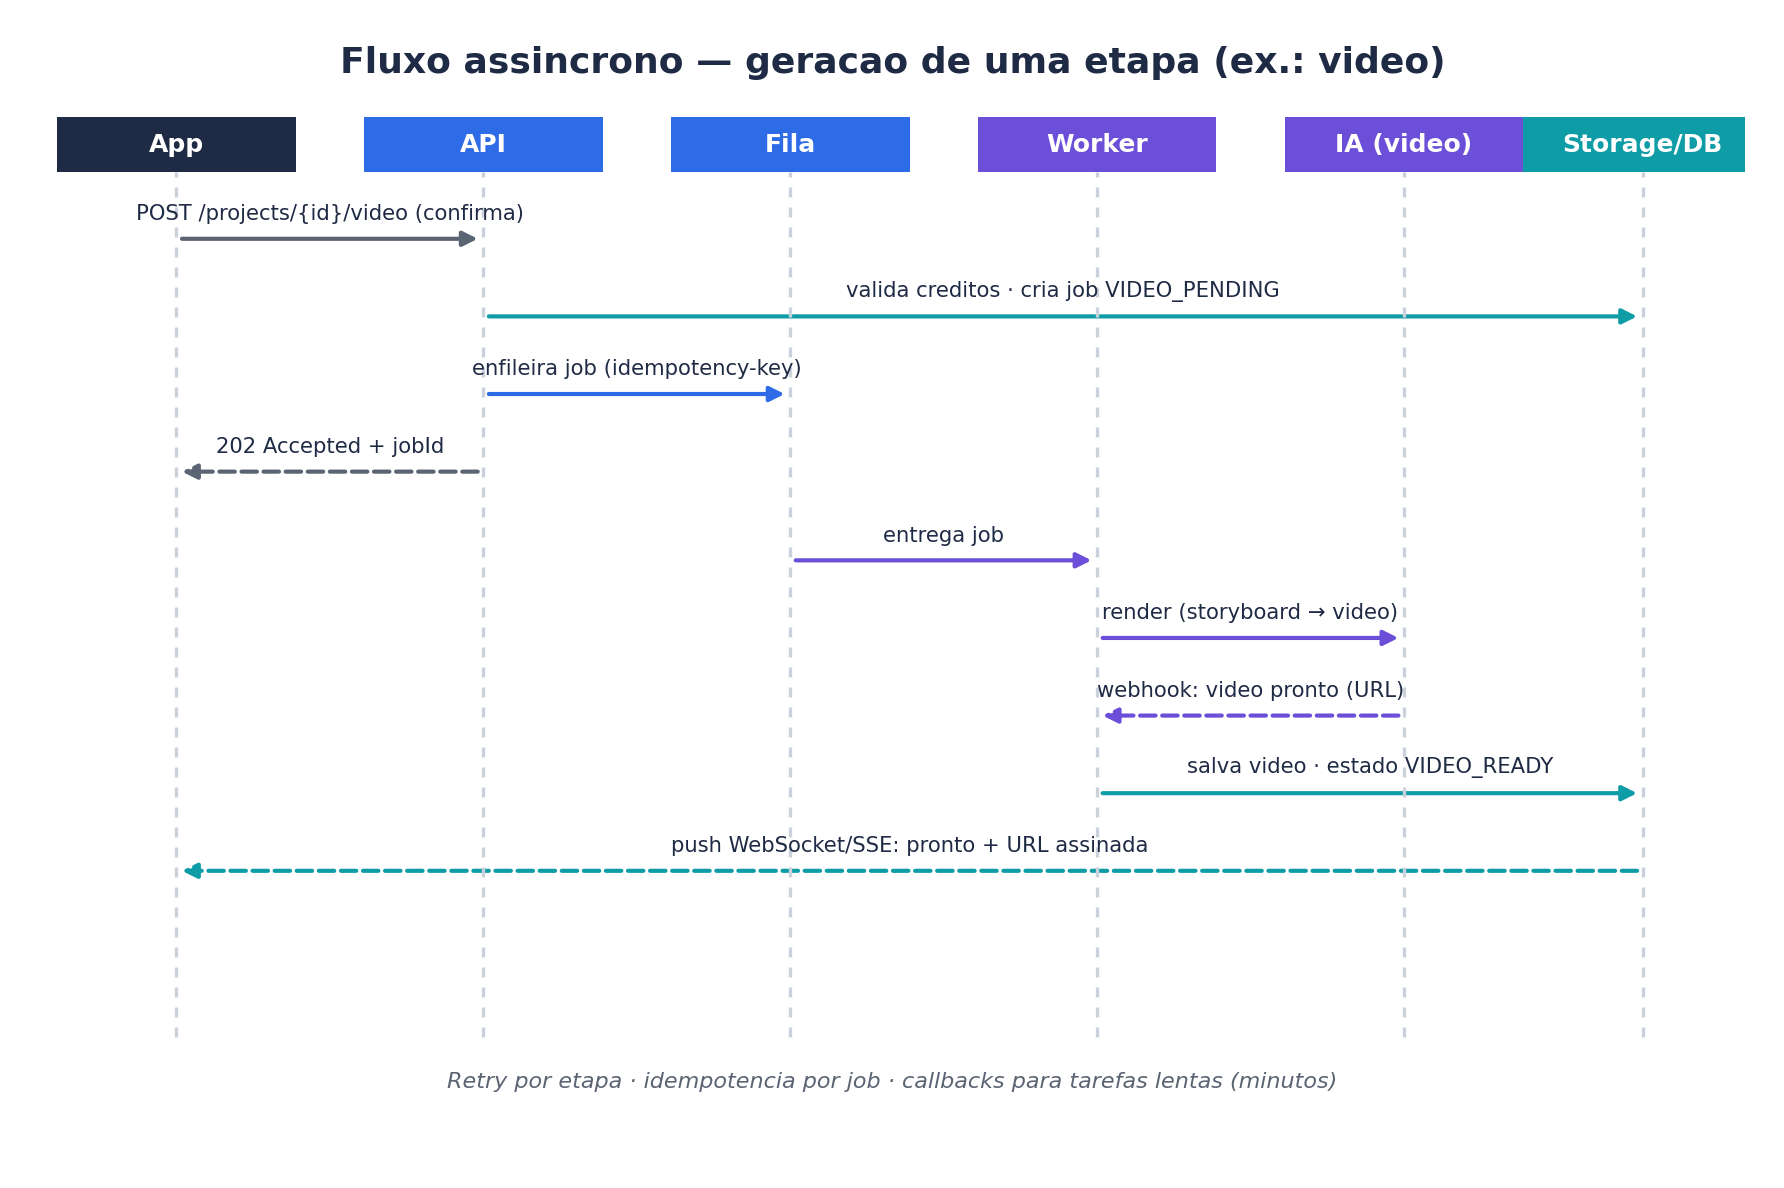 Fluxo assincrono — geracao de uma etapa (ex.: video)
App
API
Fila
Worker
IA (video)
Storage/DB
POST /projects/{id}/video (confirma)
valida creditos · cria job VIDEO_PENDING
enfileira job (idempotency-key)
202 Accepted + jobId
entrega job
render (storyboard → video)
webhook: video pronto (URL)
salva video · estado VIDEO_READY
push WebSocket/SSE: pronto + URL assinada
Retry por etapa · idempotencia por job · callbacks para tarefas lentas (minutos)